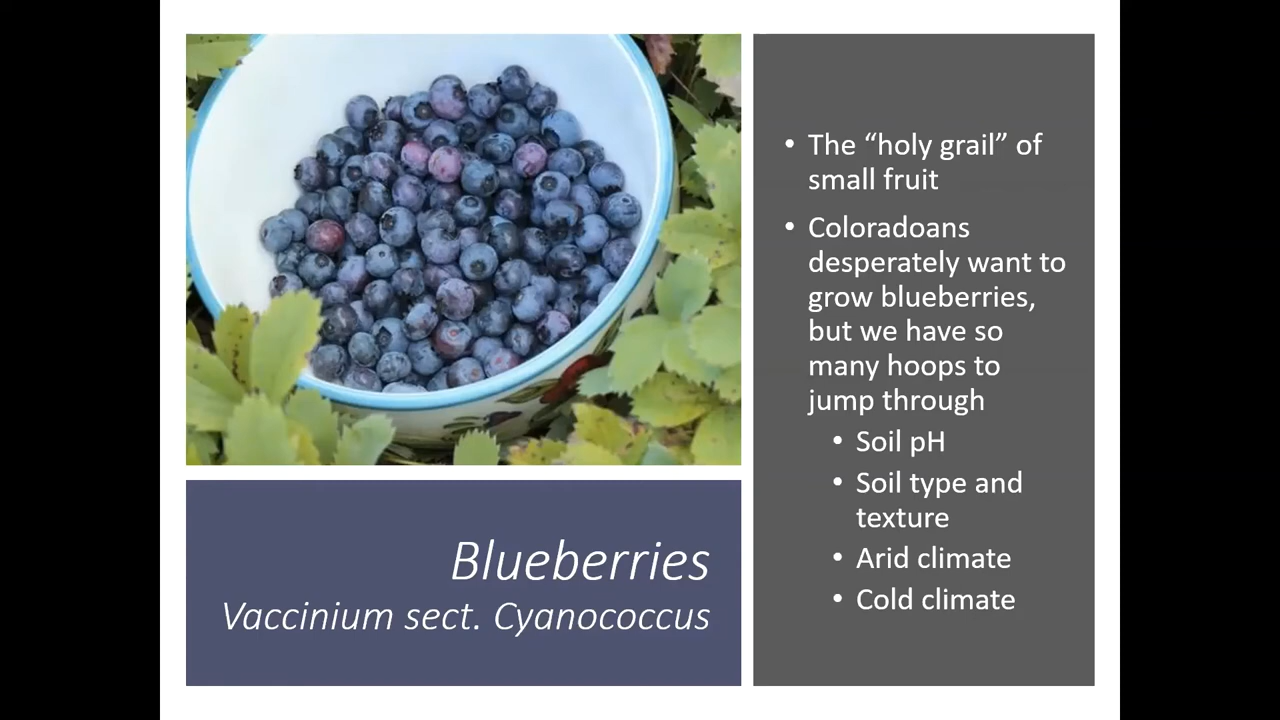 Blueberries
Vaccinium sect. Cyanococcus
• The “holy grail” of
small fruit
• Coloradoans
desperately want to
grow blueberries,
but we have so
many hoops to
jump through
• Soil pH
• Soil type and
texture
• Arid climate
• Cold climate